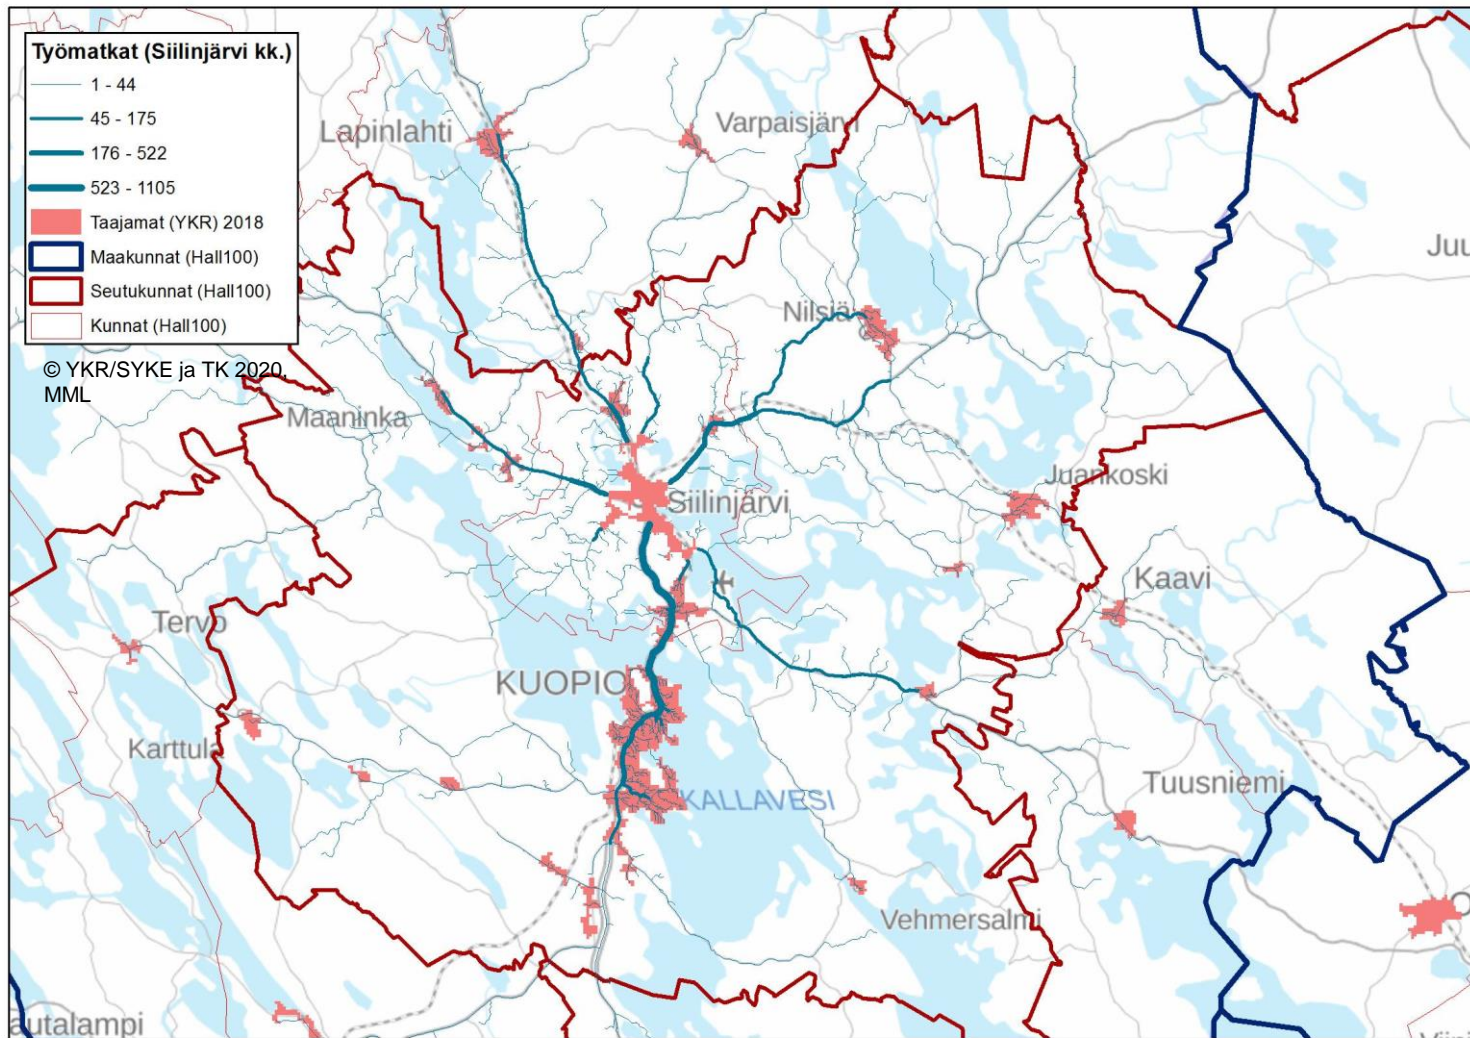 Työmatkat (Siilinjärvi kk.)
1 - 44
45 - 175
176 - 522
523 - 1105
Taajamat (YKR) 2018
Maakunnat (Hall100)
Seutukunnat (Hall100)
Kunnat (Hall100)
© YKR/SYKE ja TK 2020,
MML
Lapinlahti
Varpaisjärvi
Juu
Nilsiä
Maaninka
Juankoski
Siilinjärvi
Kaavi
Tervo
KUOPIO
Karttula
Tuusniemi
KALLAVESI
Vehmersalmi
O
autalampi